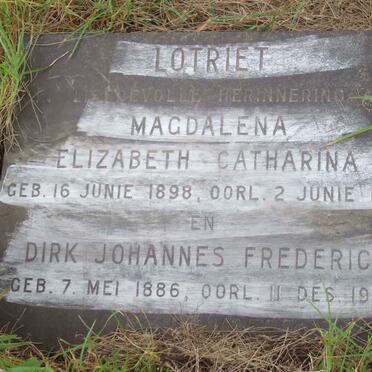 LOTRIET
LIEFDEVOLLE HERINNERING
MAGDALENA
ELIZABETH CATHARINA
GEB. 16 JUNIE 1898, OORL. 2 JUNIE
EN
DIRK JOHANNES FREDERIC
GEB. 7. MEI 1886, OORL. 11 DES. 19